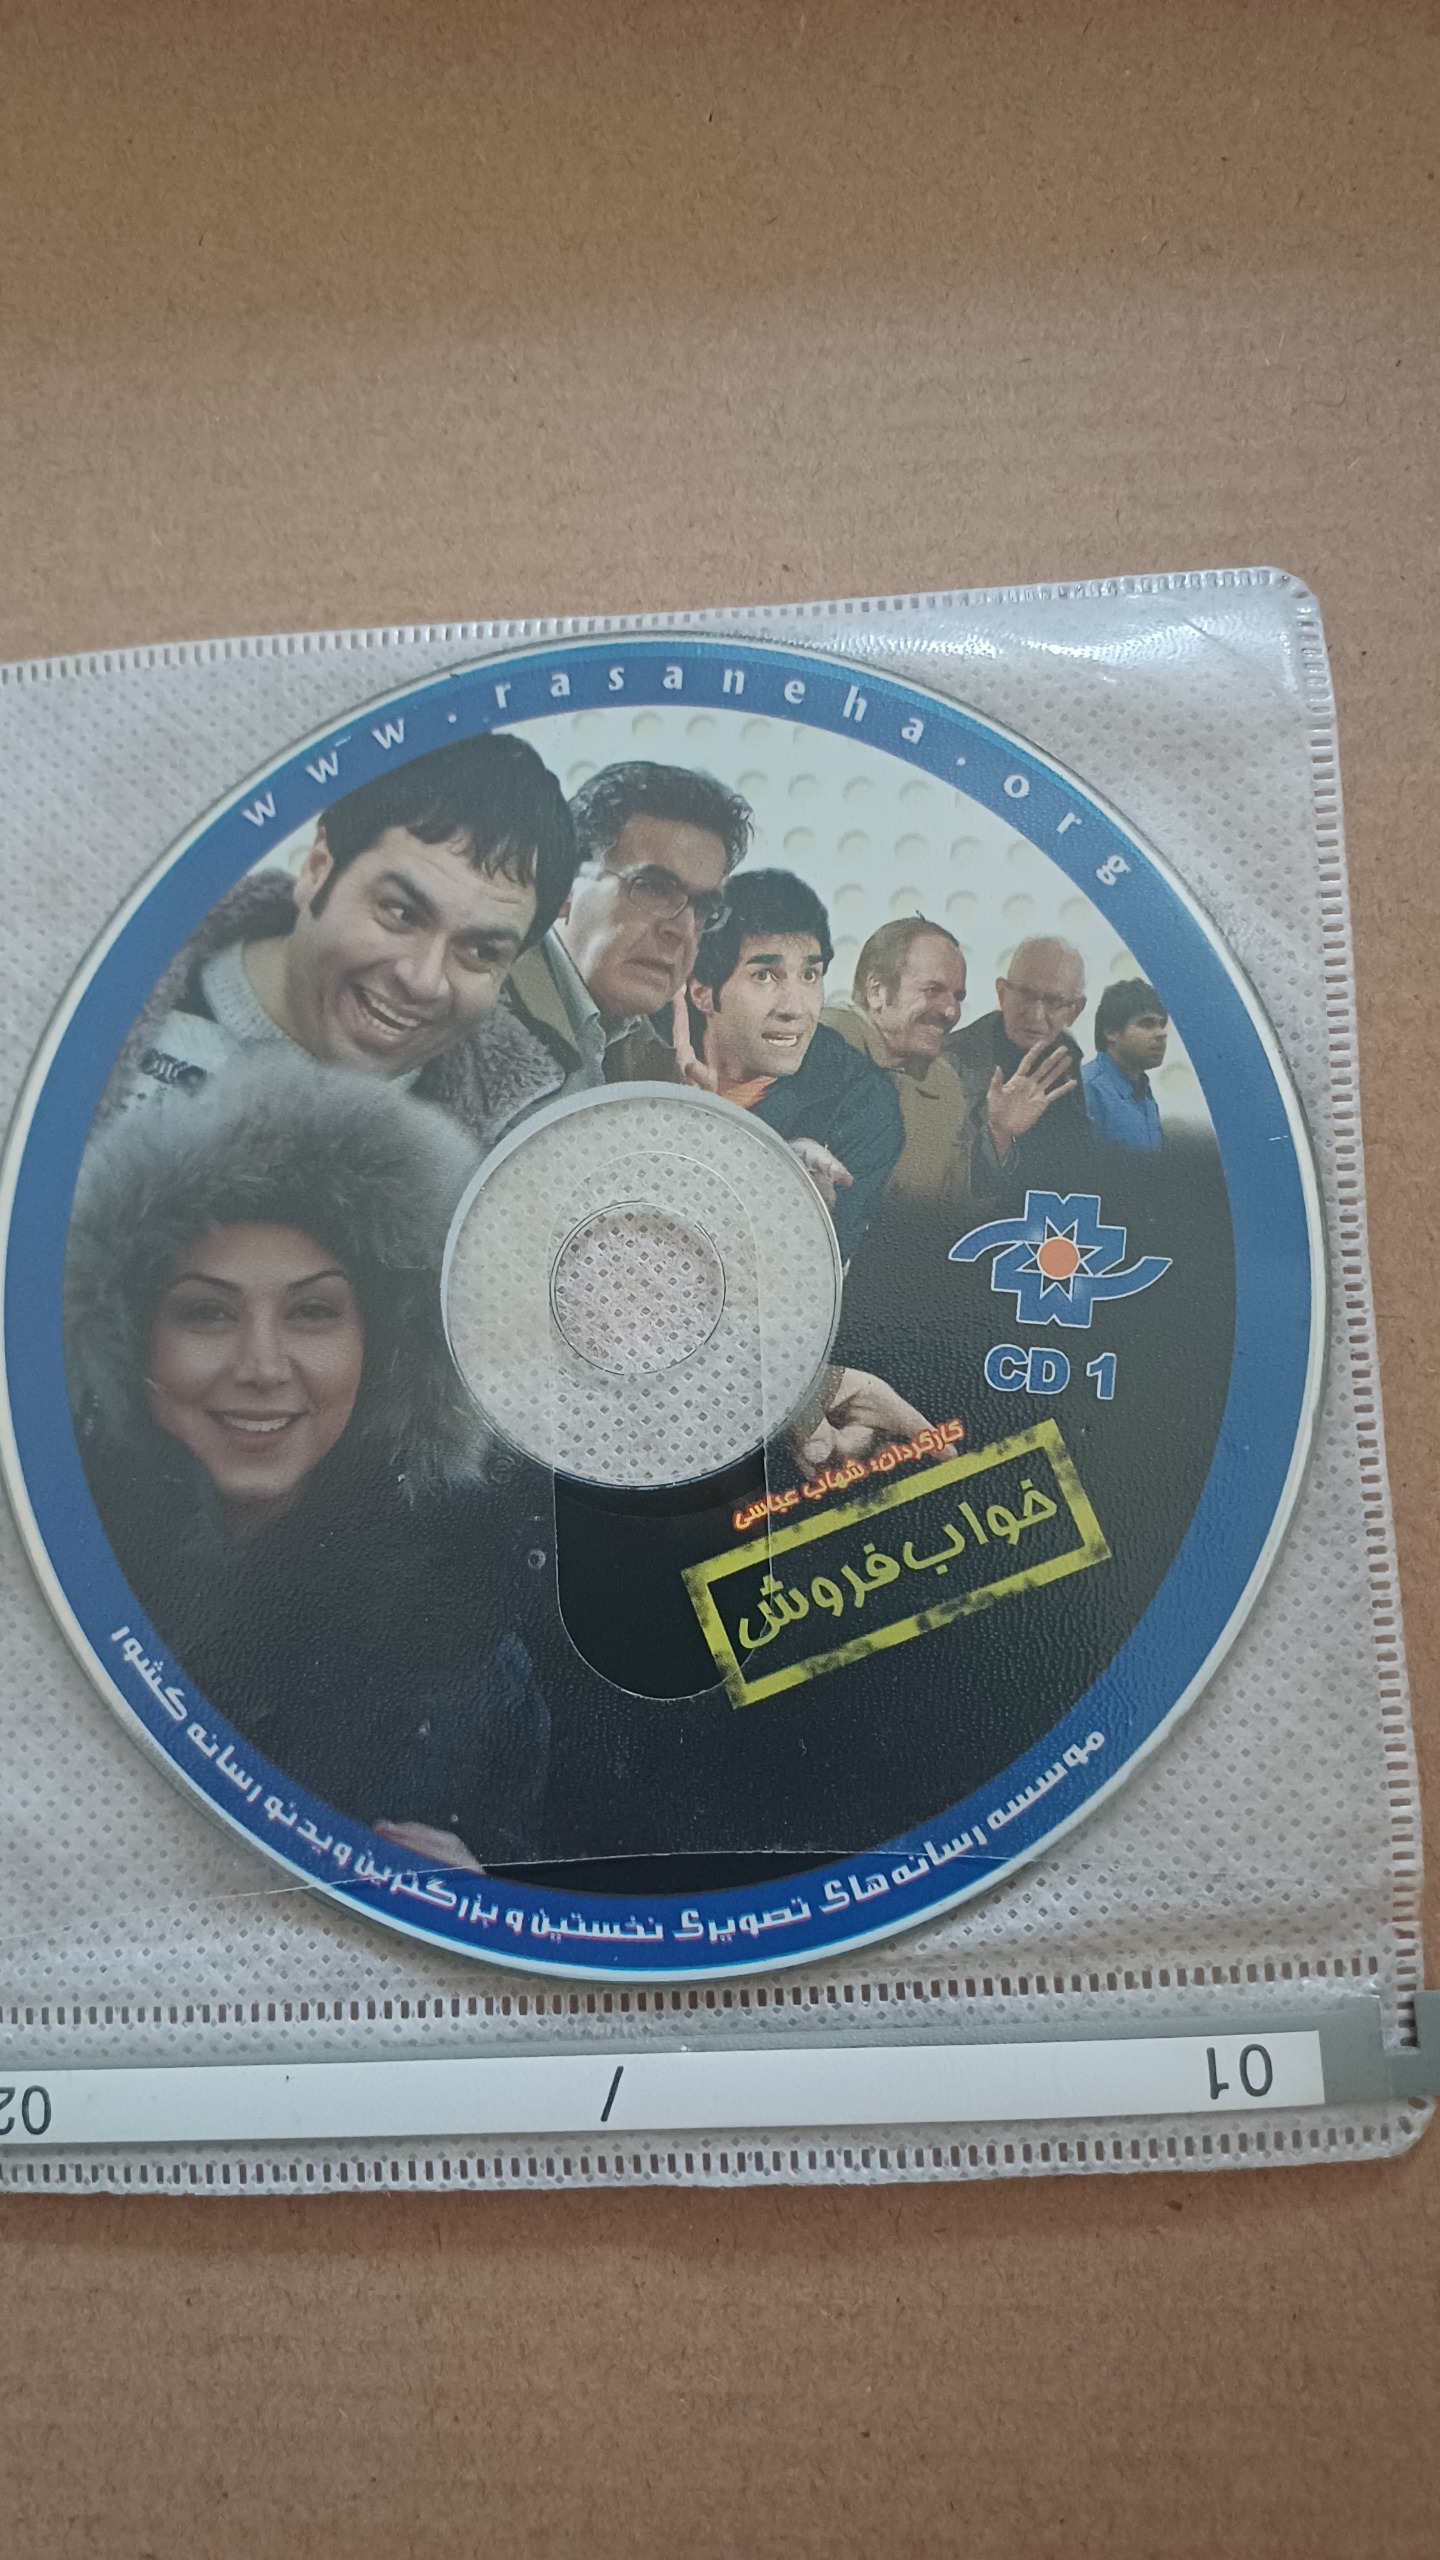 www.rasaneha.org
CD 1
کارگردان: شهاب عباسی
خواب فروش
موسسه رسانه‌های تصویری نخستین و بزرگترین ویدئو رسانه کشور
01
/
02